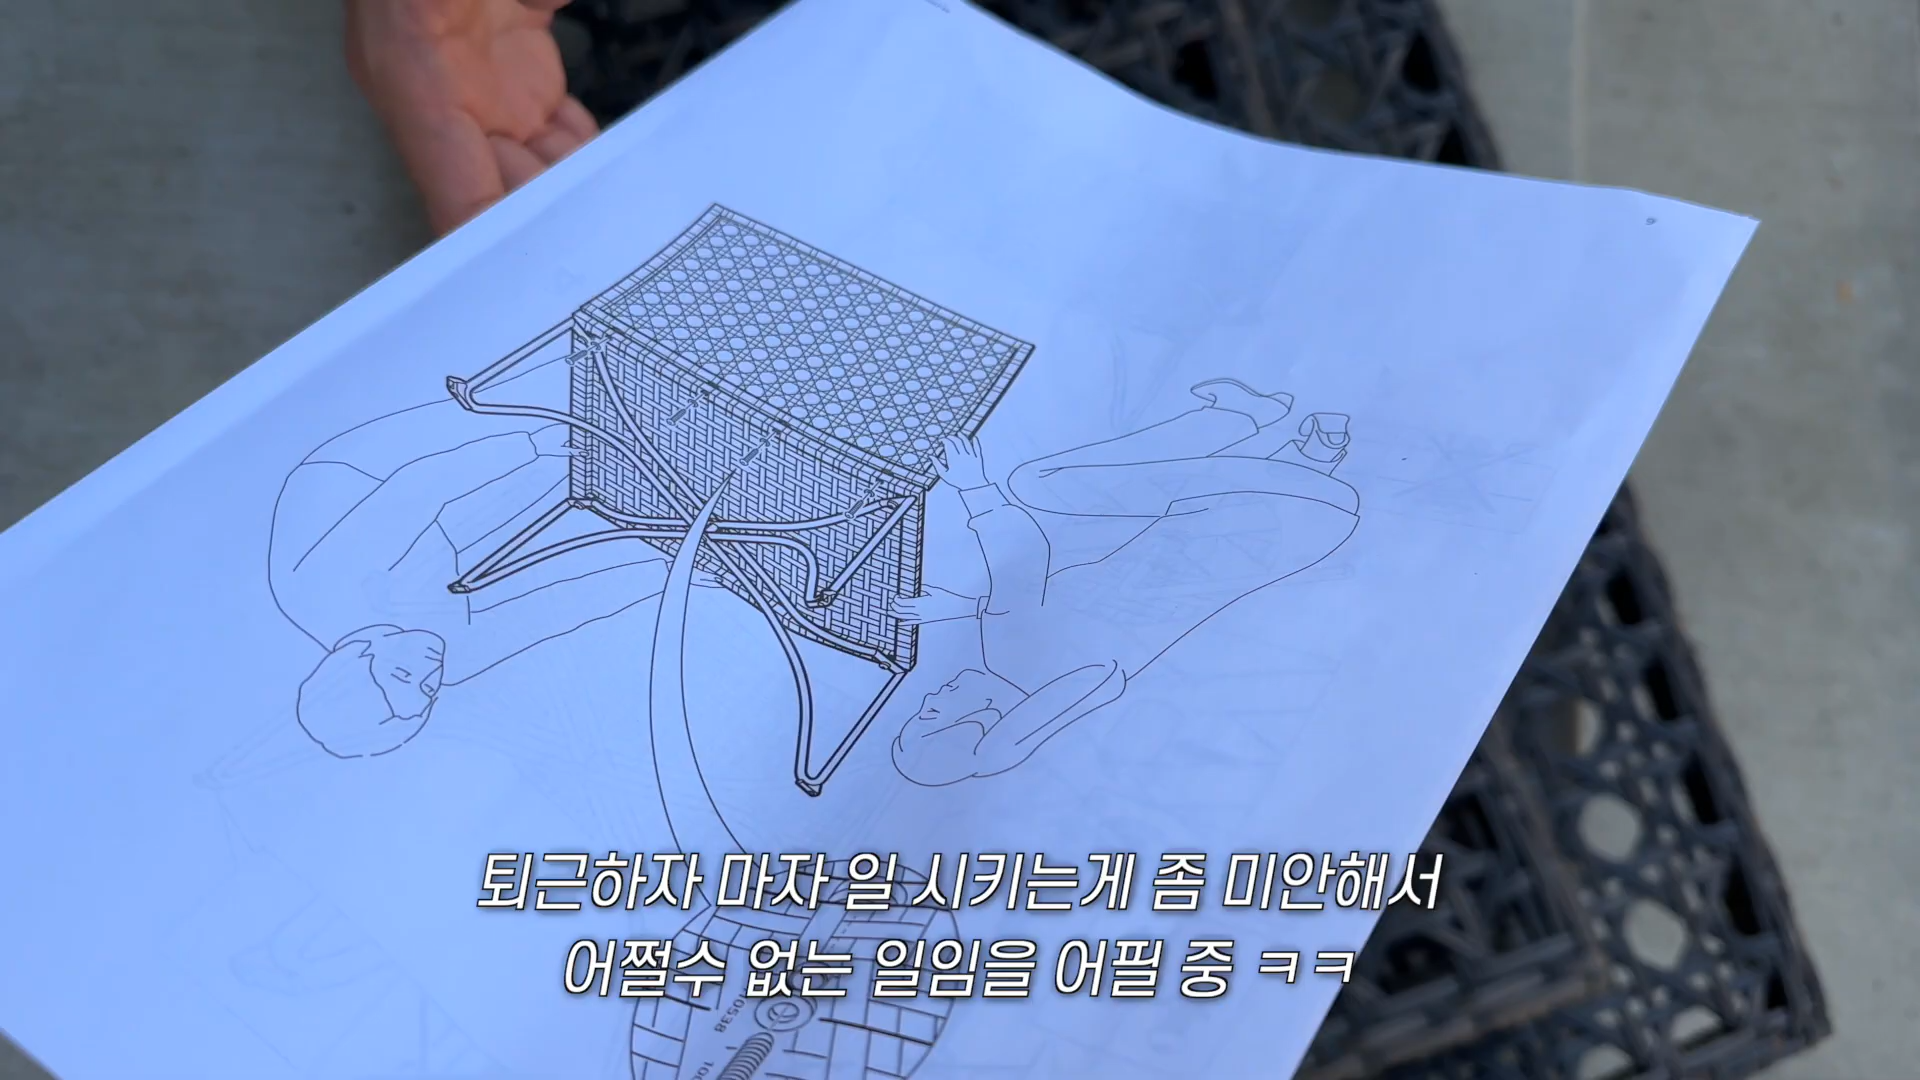 퇴근하자 마자 일 시키는게 좀 미안해서
어쩔수 없는 일임을 어필 중 ㅋㅋ